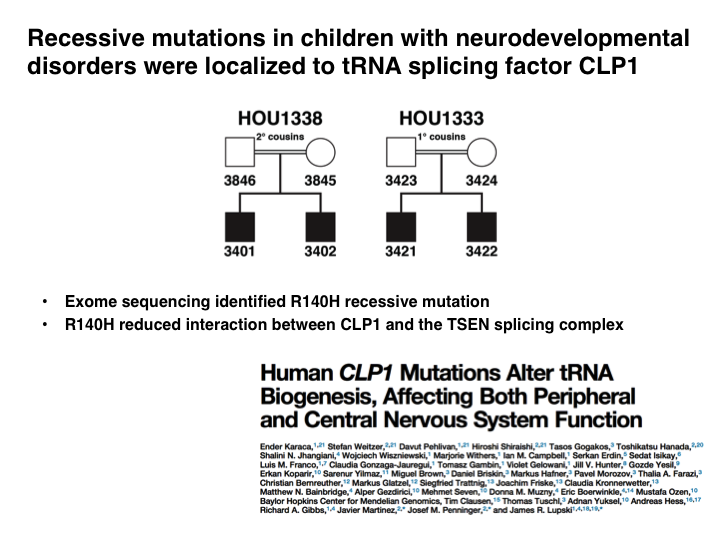 Recessive mutations in children with neurodevelopmental
disorders were localized to tRNA splicing factor CLP1
HOU1338
HOU1333
2° cousins
1° cousins
3846
3845
3423
3424
3401
3402
3421
3422
• Exome sequencing identified R140H recessive mutation
• R140H reduced interaction between CLP1 and the TSEN splicing complex
Human CLP1 Mutations Alter tRNA
Biogenesis, Affecting Both Peripheral
and Central Nervous System Function
Ender Karaca,1,21 Stefan Weitzer,2,21 Davut Pehlivan,1,21 Hiroshi Shiraishi,2,21 Tasos Gogakos,3 Toshikatsu Hanada,2,20
Shalini N. Jhangiani,4 Wojciech Wiszniewski,1 Marjorie Withers,1 Ian M. Campbell,1 Serkan Erdin,5 Sedat Isikay,6
Luis M. Franco,1,7 Claudia Gonzaga-Jauregui,1 Tomasz Gambin,1 Violet Gelowani,1 Jill V. Hunter,8 Gozde Yesil,9
Erkan Koparir,10 Sarenur Yilmaz,11 Miguel Brown,3 Daniel Briskin,3 Markus Hafner,3 Pavel Morozov,3 Thalia A. Farazi,3
Christian Bernreuther,12 Markus Glatzel,12 Siegfried Trattnig,13 Joachim Friske,13 Claudia Kronnerwetter,13
Matthew N. Bainbridge,4 Alper Gezdirici,10 Mehmet Seven,10 Donna M. Muzny,4 Eric Boerwinkle,4,14 Mustafa Ozen,10
Baylor Hopkins Center for Mendelian Genomics, Tim Clausen,15 Thomas Tuschl,3 Adnan Yuksel,10 Andreas Hess,16,17
Richard A. Gibbs,1,4 Javier Martinez,2,* Josef M. Penninger,2,* and James R. Lupski1,4,18,19,*